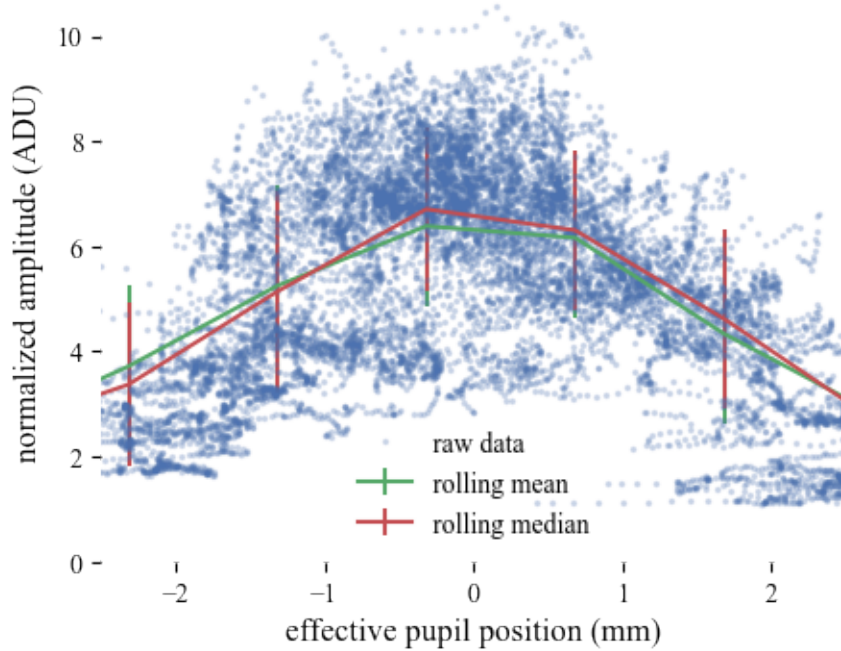 normalized amplitude (ADU)
10
8
6
4
2
0
raw data
rolling mean
rolling median
−2
−1
0
1
2
effective pupil position (mm)